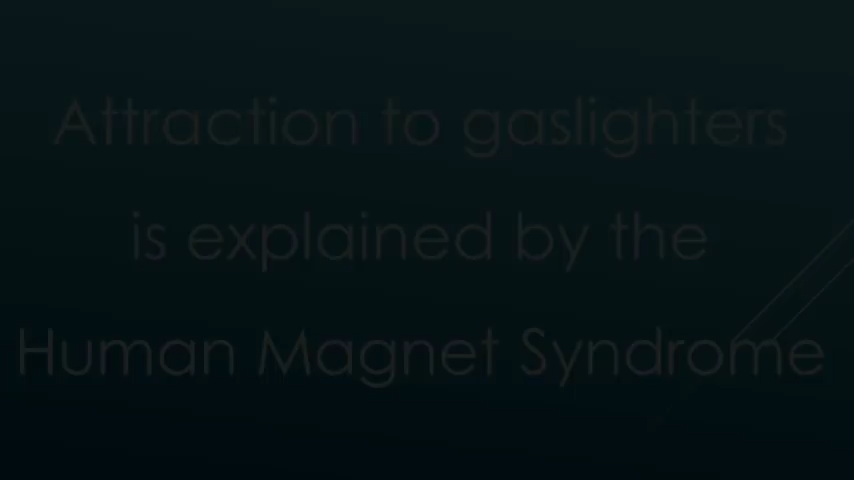 Attraction to gaslighters
is explained by the
Human Magnet Syndrome